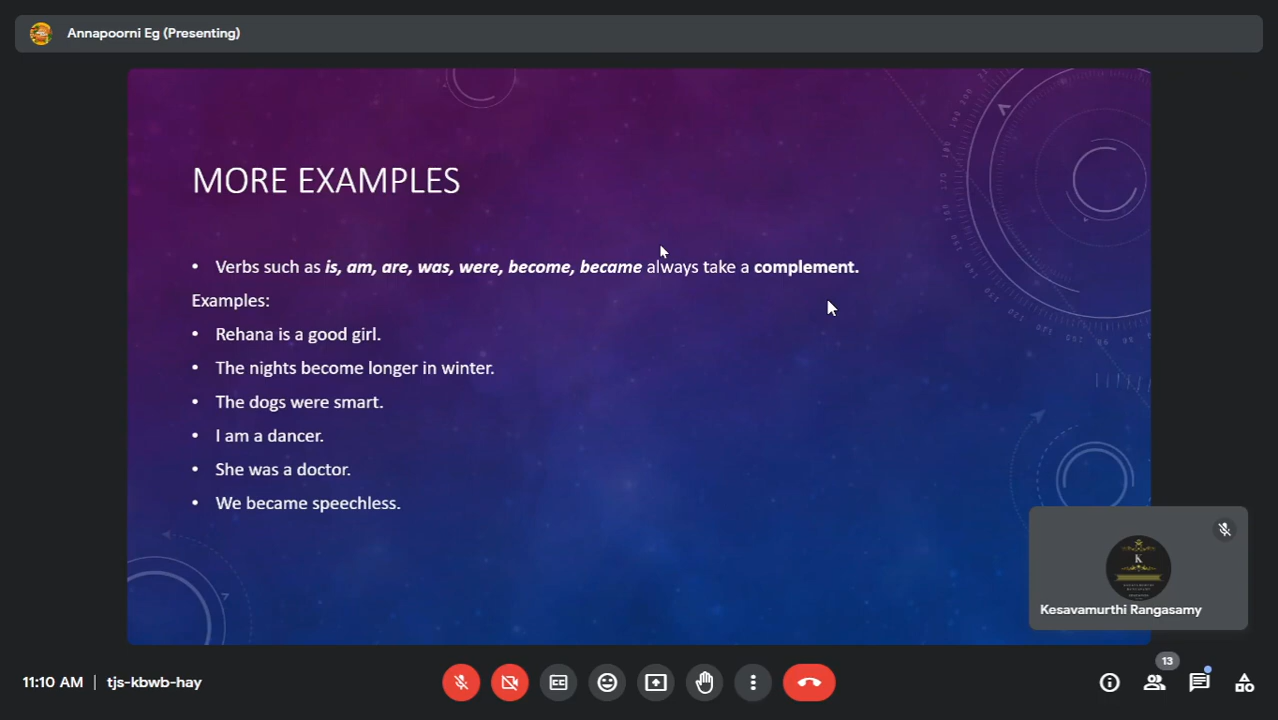 Annapoorni Eg (Presenting)
MORE EXAMPLES
• Verbs such as is, am, are, was, were, become, became always take a complement.
Examples:
• Rehana is a good girl.
• The nights become longer in winter.
• The dogs were smart.
• I am a dancer.
• She was a doctor.
• We became speechless.
K
Kesavamurthi Rangasamy
11:10 AM | tjs-kbwb-hay
13